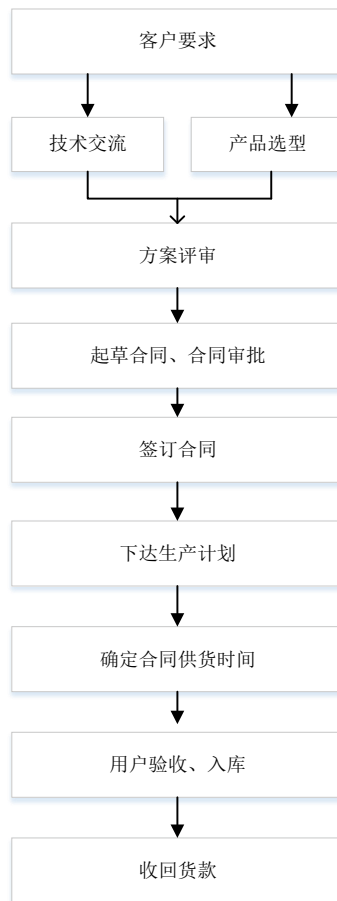 客户要求
技术交流
产品选型
方案评审
起草合同、合同审批
签订合同
下达生产计划
确定合同供货时间
用户验收、入库
收回货款